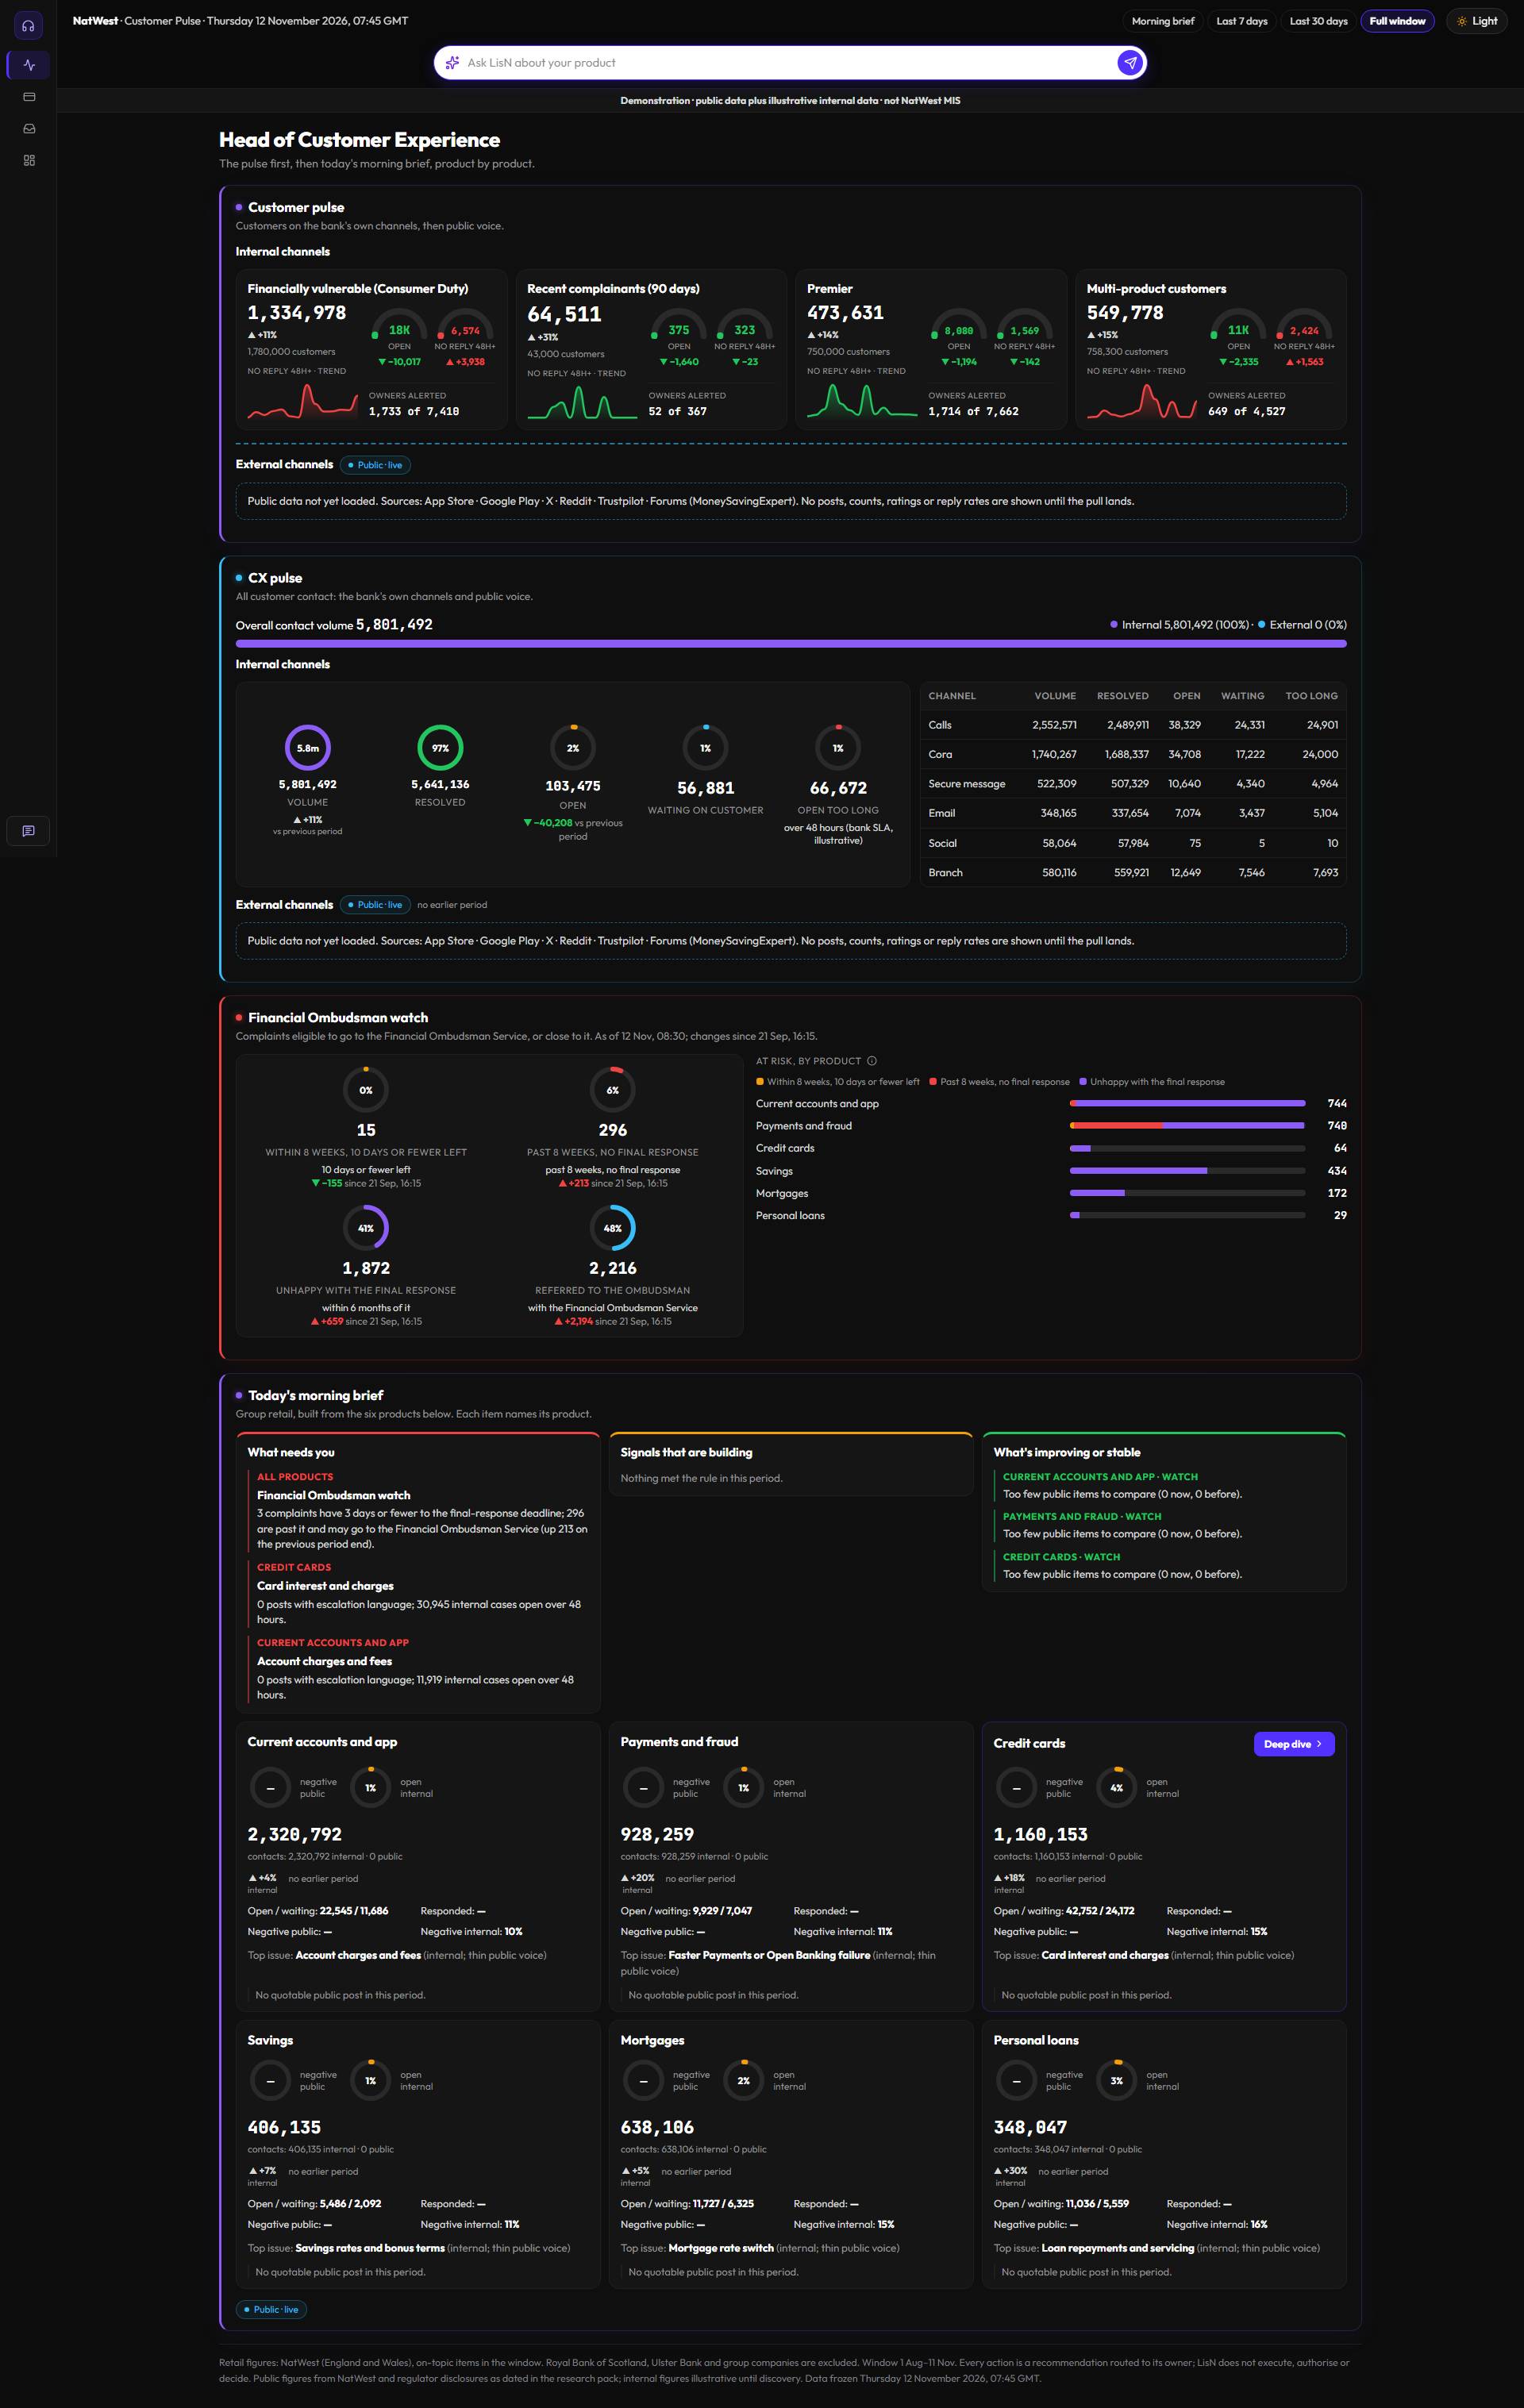 NatWest · Customer Pulse · Thursday 12 November 2026, 07:45 GMT
Morning brief
Last 7 days
Last 30 days
Full window
Light
Ask LisN about your product
Demonstration · public data plus illustrative internal data · not NatWest MIS
Head of Customer Experience
The pulse first, then today's morning brief, product by product.
Customer pulse
Customers on the bank's own channels, then public voice.
Internal channels
Financially vulnerable (Consumer Duty)
1,334,978
▲ +11%
1,780,000 customers
NO REPLY 48H+ · TREND
18K
OPEN
▼ −10,017
6,574
NO REPLY 48H+
▲ +3,938
OWNERS ALERTED
1,733 of 7,410
Recent complainants (90 days)
64,511
▲ +31%
43,000 customers
NO REPLY 48H+ · TREND
375
OPEN
▼ −1,640
323
NO REPLY 48H+
▼ −23
OWNERS ALERTED
52 of 367
Premier
473,631
▲ +14%
750,000 customers
NO REPLY 48H+ · TREND
8,080
OPEN
▼ −1,194
1,569
NO REPLY 48H+
▼ −142
OWNERS ALERTED
1,714 of 7,662
Multi-product customers
549,778
▲ +15%
758,300 customers
NO REPLY 48H+ · TREND
11K
OPEN
▼ −2,335
2,424
NO REPLY 48H+
▲ +1,563
OWNERS ALERTED
649 of 4,527
External channels
Public · live
Public data not yet loaded. Sources: App Store · Google Play · X · Reddit · Trustpilot · Forums (MoneySavingExpert). No posts, counts, ratings or reply rates are shown until the pull lands.
CX pulse
All customer contact: the bank's own channels and public voice.
Overall contact volume 5,801,492
Internal 5,801,492 (100%) · External 0 (0%)
Internal channels
5.8m
5,801,492
VOLUME
▲ +11%
vs previous period
97%
5,641,136
RESOLVED
2%
103,475
OPEN
▼ −40,208 vs previous
period
1%
56,881
WAITING ON CUSTOMER
1%
66,672
OPEN TOO LONG
over 48 hours (bank SLA,
illustrative)
CHANNEL VOLUME RESOLVED OPEN WAITING TOO LONG
Calls 2,552,571 2,489,911 38,329 24,331 24,901
Cora 1,740,267 1,688,337 34,708 17,222 24,000
Secure message 522,309 507,329 10,640 4,340 4,964
Email 348,165 337,654 7,074 3,437 5,104
Social 58,064 57,984 75 5 10
Branch 580,116 559,921 12,649 7,546 7,693
External channels
Public · live
no earlier period
Public data not yet loaded. Sources: App Store · Google Play · X · Reddit · Trustpilot · Forums (MoneySavingExpert). No posts, counts, ratings or reply rates are shown until the pull lands.
Financial Ombudsman watch
Complaints eligible to go to the Financial Ombudsman Service, or close to it. As of 12 Nov, 08:30; changes since 21 Sep, 16:15.
0%
15
WITHIN 8 WEEKS, 10 DAYS OR FEWER LEFT
10 days or fewer left
▼ −155 since 21 Sep, 16:15
6%
296
PAST 8 WEEKS, NO FINAL RESPONSE
past 8 weeks, no final response
▲ +213 since 21 Sep, 16:15
41%
1,872
UNHAPPY WITH THE FINAL RESPONSE
within 6 months of it
▲ +659 since 21 Sep, 16:15
48%
2,216
REFERRED TO THE OMBUDSMAN
with the Financial Ombudsman Service
▲ +2,194 since 21 Sep, 16:15
AT RISK, BY PRODUCT
Within 8 weeks, 10 days or fewer left
Past 8 weeks, no final response
Unhappy with the final response
Current accounts and app 744
Payments and fraud 740
Credit cards 64
Savings 434
Mortgages 172
Personal loans 29
Today's morning brief
Group retail, built from the six products below. Each item names its product.
What needs you
ALL PRODUCTS
Financial Ombudsman watch
3 complaints have 3 days or fewer to the final-response deadline; 296
are past it and may go to the Financial Ombudsman Service (up 213 on
the previous period end).
CREDIT CARDS
Card interest and charges
0 posts with escalation language; 30,945 internal cases open over 48
hours.
CURRENT ACCOUNTS AND APP
Account charges and fees
0 posts with escalation language; 11,919 internal cases open over 48
hours.
Signals that are building
Nothing met the rule in this period.
What's improving or stable
CURRENT ACCOUNTS AND APP · WATCH
Too few public items to compare (0 now, 0 before).
PAYMENTS AND FRAUD · WATCH
Too few public items to compare (0 now, 0 before).
CREDIT CARDS · WATCH
Too few public items to compare (0 now, 0 before).
Current accounts and app
–
negative
public
1%
open
internal
2,320,792
contacts: 2,320,792 internal · 0 public
▲ +4%
internal
no earlier period
Open / waiting: 22,545 / 11,686
Responded: —
Negative public: —
Negative internal: 10%
Top issue: Account charges and fees (internal; thin public voice)
No quotable public post in this period.
Payments and fraud
–
negative
public
1%
open
internal
928,259
contacts: 928,259 internal · 0 public
▲ +20%
internal
no earlier period
Open / waiting: 9,929 / 7,047
Responded: —
Negative public: —
Negative internal: 11%
Top issue: Faster Payments or Open Banking failure (internal; thin
public voice)
No quotable public post in this period.
Credit cards
Deep dive
–
negative
public
4%
open
internal
1,160,153
contacts: 1,160,153 internal · 0 public
▲ +18%
internal
no earlier period
Open / waiting: 42,752 / 24,172
Responded: —
Negative public: —
Negative internal: 15%
Top issue: Card interest and charges (internal; thin public voice)
No quotable public post in this period.
Savings
–
negative
public
1%
open
internal
406,135
contacts: 406,135 internal · 0 public
▲ +7%
internal
no earlier period
Open / waiting: 5,486 / 2,092
Responded: —
Negative public: —
Negative internal: 11%
Top issue: Savings rates and bonus terms (internal; thin public voice)
No quotable public post in this period.
Mortgages
–
negative
public
2%
open
internal
638,106
contacts: 638,106 internal · 0 public
▲ +5%
internal
no earlier period
Open / waiting: 11,727 / 6,325
Responded: —
Negative public: —
Negative internal: 15%
Top issue: Mortgage rate switch (internal; thin public voice)
No quotable public post in this period.
Personal loans
–
negative
public
3%
open
internal
348,047
contacts: 348,047 internal · 0 public
▲ +30%
internal
no earlier period
Open / waiting: 11,036 / 5,559
Responded: —
Negative public: —
Negative internal: 16%
Top issue: Loan repayments and servicing (internal; thin public voice)
No quotable public post in this period.
Public · live
Retail figures: NatWest (England and Wales), on-topic items in the window. Royal Bank of Scotland, Ulster Bank and group companies are excluded. Window 1 Aug–11 Nov. Every action is a recommendation routed to its owner; LisN does not execute, authorise or
decide. Public figures from NatWest and regulator disclosures as dated in the research pack; internal figures illustrative until discovery. Data frozen Thursday 12 November 2026, 07:45 GMT.